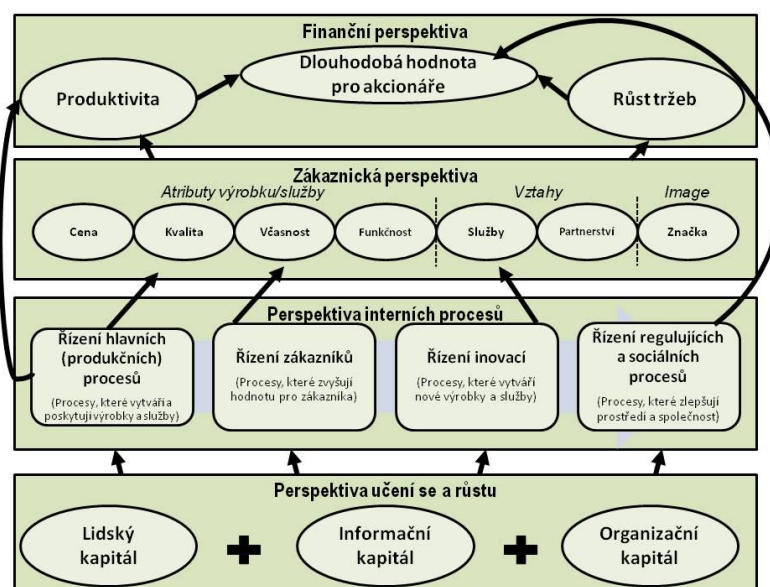 Finanční perspektiva
Dlouhodobá hodnota
pro akcionáře
Produktivita
Růst tržeb
Zákaznická perspektiva
Atributy výrobku/služby
Vztahy
Image
Cena
Kvalita
Včasnost
Funkčnost
Služby
Partnerství
Značka
Perspektiva interních procesů
Řízení hlavních
(produkčních)
procesů
(Procesy, které vytváří a
poskytují výrobky a služby)
Řízení zákazníků
(Procesy, které zvyšují
hodnotu pro zákazníka)
Řízení inovací
(Procesy, které vytváří
nové výrobky a služby)
Řízení regulujících
a sociálních
procesů
(Procesy, které zlepšují
prostředí a společnost)
Perspektiva učení se a růstu
Lidský
kapitál
Informační
kapitál
Organizační
kapitál